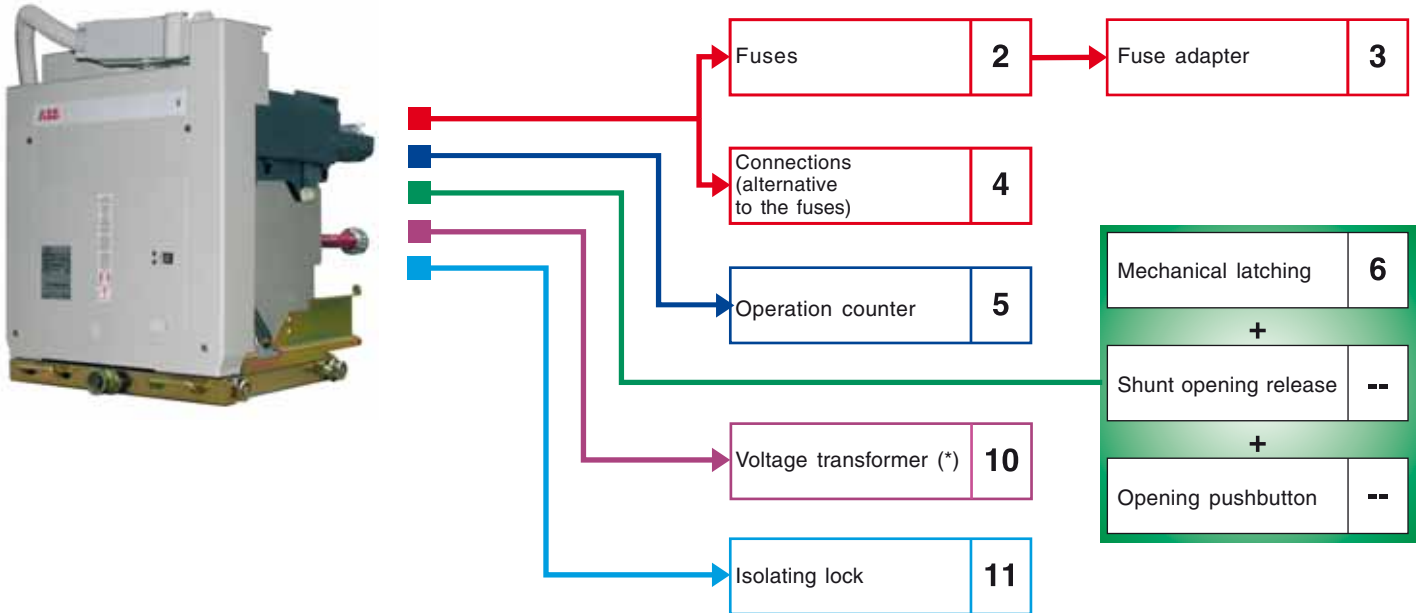 ABB
Fuses 2
Fuse adapter 3
Connections
(alternative
to the fuses) 4
Operation counter 5
Mechanical latching 6
+
Shunt opening release --
+
Opening pushbutton --
Voltage transformer (*) 10
Isolating lock 11